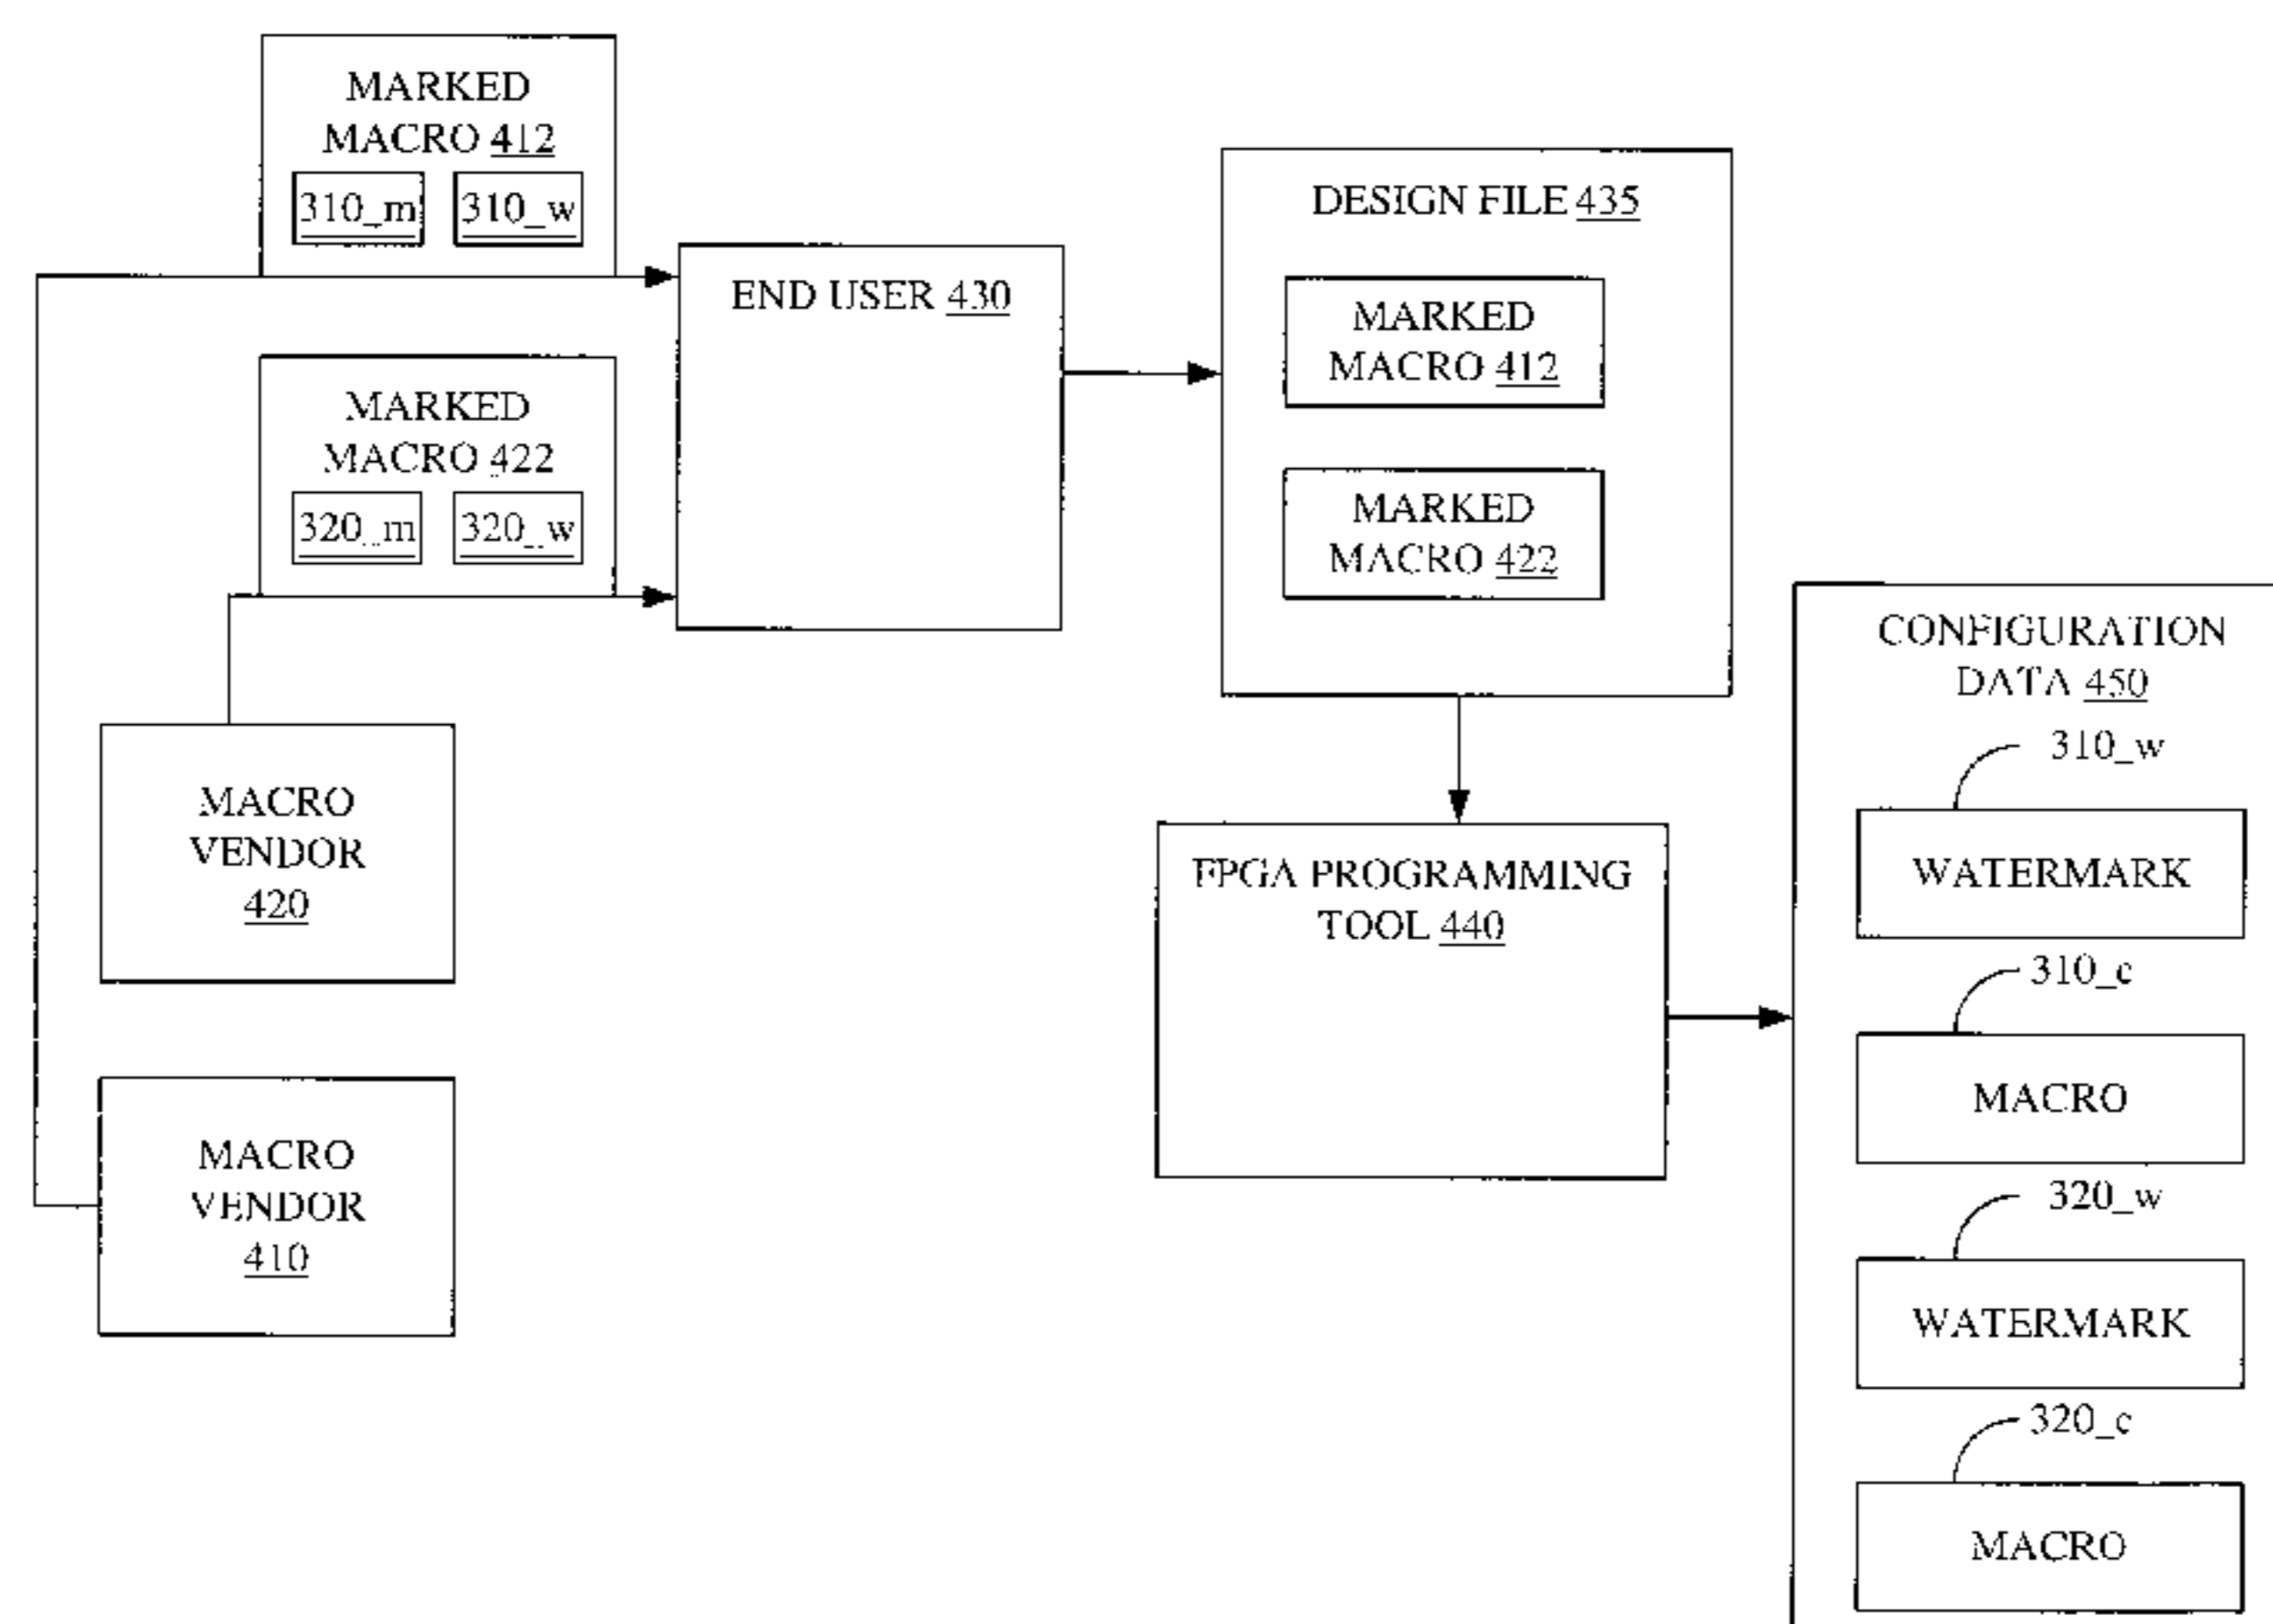 MARKED
MACRO 412
310_m 310_w
MARKED
MACRO 422
320_m 320_w
MACRO
VENDOR
420
MACRO
VENDOR
410
END USER 430
DESIGN FILE 435
MARKED
MACRO 412
MARKED
MACRO 422
FPGA PROGRAMMING
TOOL 440
CONFIGURATION
DATA 450
310_w
WATERMARK
310_c
MACRO
320_w
WATERMARK
320_c
MACRO